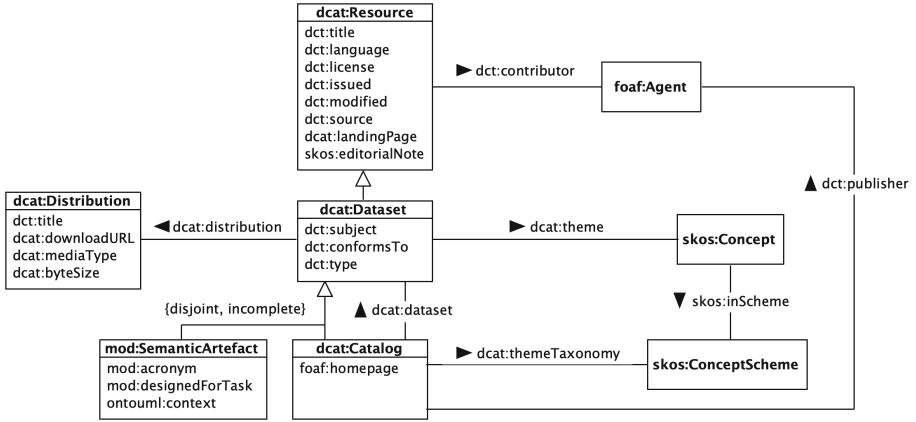 dcat:Resource
dct:title
dct:language
dct:license
dct:issued
dct:modified
dct:source
dcat:landingPage
skos:editorialNote
dct:contributor
foaf:Agent
dct:publisher
dcat:Distribution
dct:title
dcat:downloadURL
dcat:mediaType
dcat:byteSize
dcat:distribution
dcat:Dataset
dct:subject
dct:conformsTo
dct:type
dcat:theme
skos:Concept
skos:inScheme
{disjoint, incomplete}
dcat:dataset
mod:SemanticArtefact
mod:acronym
mod:designedForTask
ontouml:context
dcat:Catalog
foaf:homepage
dcat:themeTaxonomy
skos:ConceptScheme